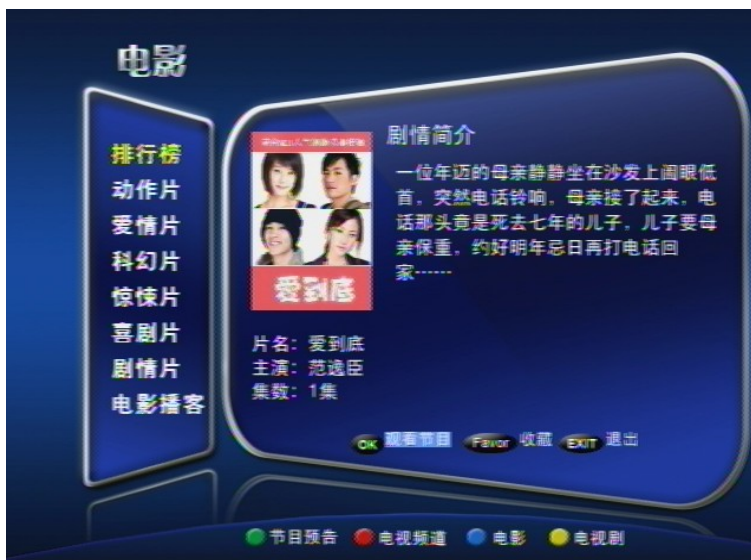 电影
排行榜
动作片
爱情片
科幻片
惊悚片
喜剧片
剧情片
电影播客
爱到底
剧情简介
一位年迈的母亲静静坐在沙发上阖眼低
首，突然电话铃响，母亲接了起来，电
话那头竟是死去七年的儿子，儿子要母
亲保重，约好明年忌日再打电话回
家……
片名：爱到底
主演：范逸臣
集数：1集
OK 观看节目 Favor 收藏 EXIT 退出
节目预告 电视频道 电影 电视剧